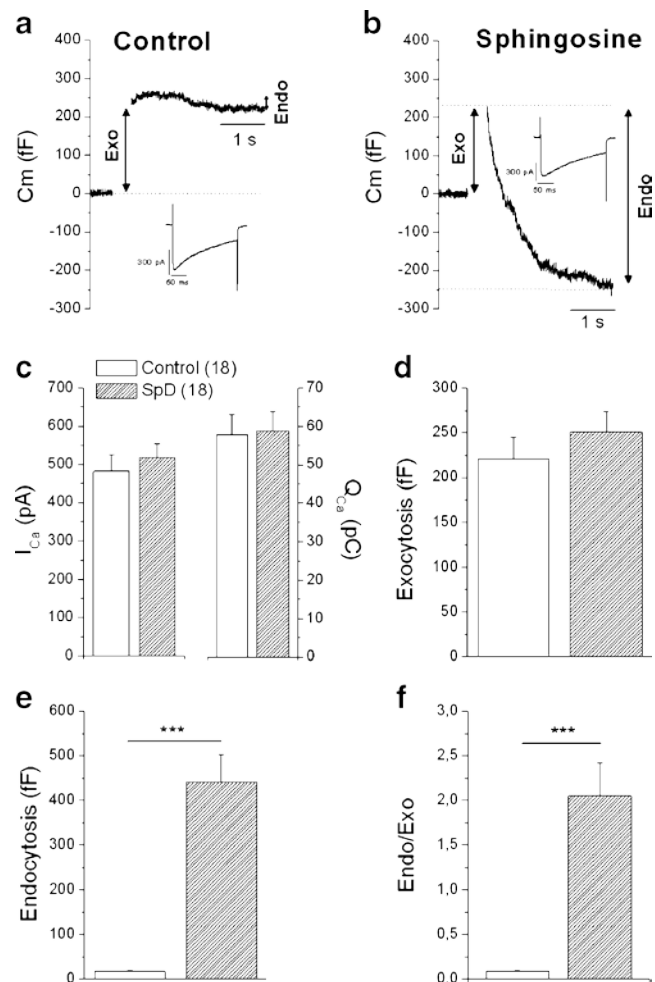 a Control
400
300
200
100
0
-100
-200
-300
Cm (fF)
Exo
Endo
1 s
300 pA
50 ms
b Sphingosine
400
300
200
100
0
-100
-200
-300
Cm (fF)
Exo
Endo
300 pA
50 ms
1 s
c
Control (18)
SpD (18)
700
600
500
400
300
200
100
0
I Ca (pA)
70
60
50
40
30
20
10
0
Q Ca (pC)
d
300
250
200
150
100
50
0
Exocytosis (fF)
e
600
500
400
300
200
100
0
Endocytosis (fF)
***
f
3,0
2,5
2,0
1,5
1,0
0,5
0,0
Endo/Exo
***